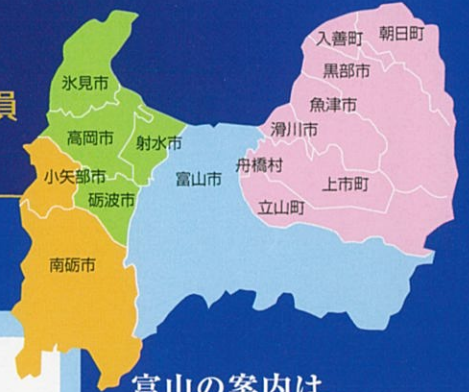 朝日町
入善町
黒部市
氷見市
魚津市
滑川市
高岡市
射水市
舟橋村
小矢部市
富山市
上市町
砺波市
立山町
南砺市
富山の案内は